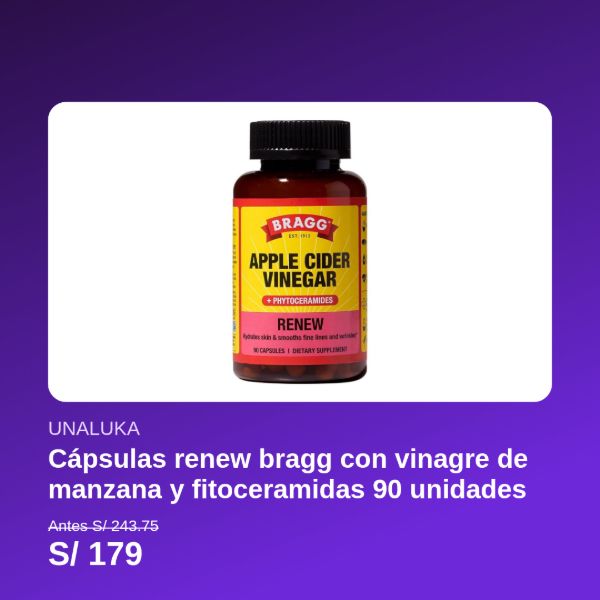 BRAGG
EST. 1912
APPLE CIDER
VINEGAR
+ PHYTOCERAMIDES
RENEW
Hydrates skin & smooths fine lines and wrinkles*
90 CAPSULES | DIETARY SUPPLEMENT
UNALUKA
Cápsulas renew bragg con vinagre de
manzana y fitoceramidas 90 unidades
Antes S/ 243.75
S/ 179